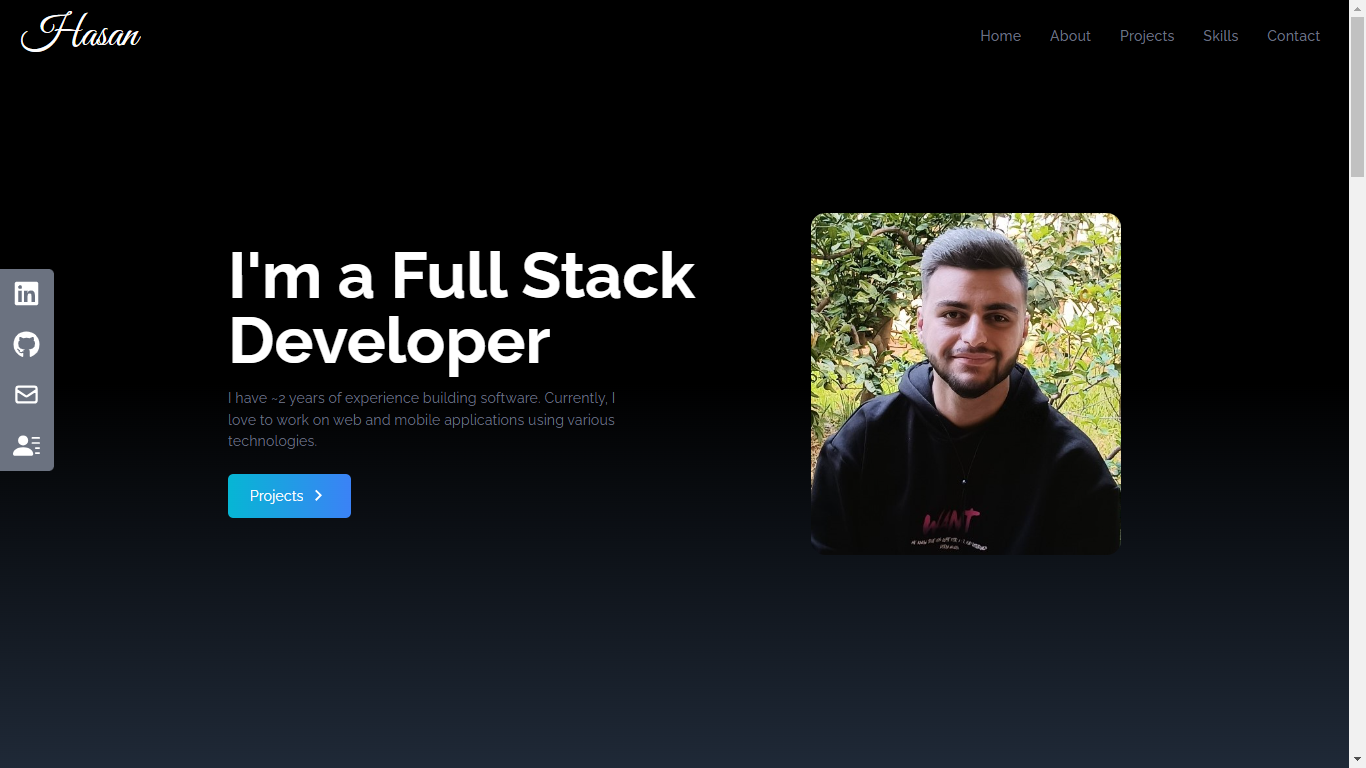 Hasan
Home About Projects Skills Contact
I'm a Full Stack
Developer
I have ~2 years of experience building software. Currently, I
love to work on web and mobile applications using various
technologies.
Projects
in
WANT